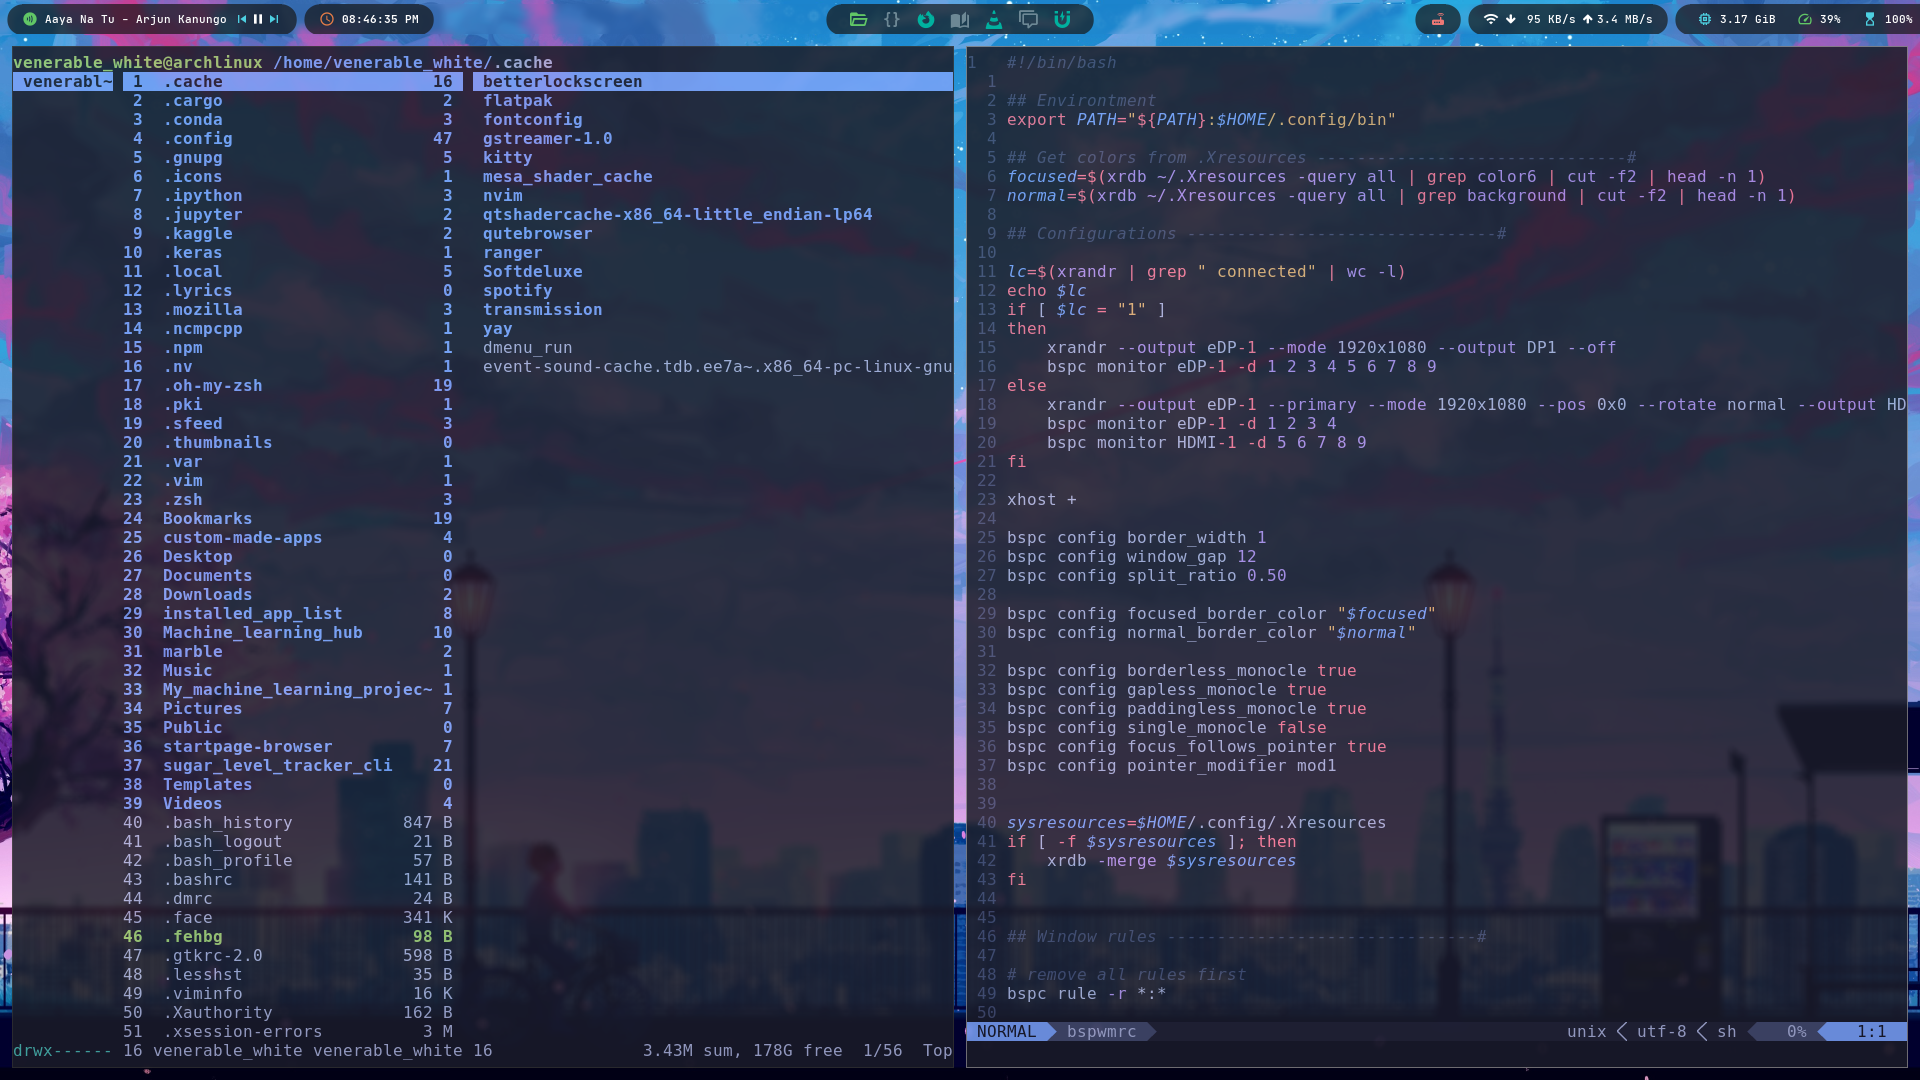 Aaya Na Tu - Arjun Kanungo
08:46:35 PM
95 KB/s 3.4 MB/s
3.17 GiB 39% 100%
venerable_white@archlinux /home/venerable_white/.cache
venerabl~
1 .cache 16
2 .cargo 2
3 .conda 3
4 .config 47
5 .gnupg 5
6 .icons 1
7 .ipython 3
8 .jupyter 2
9 .kaggle 2
10 .keras 1
11 .local 5
12 .lyrics 0
13 .mozilla 3
14 .ncmpcpp 1
15 .npm 1
16 .nv 1
17 .oh-my-zsh 19
18 .pki 1
19 .sfeed 3
20 .thumbnails 0
21 .var 1
22 .vim 1
23 .zsh 3
24 Bookmarks 19
25 custom-made-apps 4
26 Desktop 0
27 Documents 0
28 Downloads 2
29 installed_app_list 8
30 Machine_learning_hub 10
31 marble 2
32 Music 1
33 My_machine_learning_projec~ 1
34 Pictures 7
35 Public 0
36 startpage-browser 7
37 sugar_level_tracker_cli 21
38 Templates 0
39 Videos 4
40 .bash_history 847 B
41 .bash_logout 21 B
42 .bash_profile 57 B
43 .bashrc 141 B
44 .dmrc 24 B
45 .face 341 K
46 .fehbg 98 B
47 .gtkrc-2.0 598 B
48 .lesshst 35 B
49 .viminfo 16 K
50 .Xauthority 162 B
51 .xsession-errors 3 M
betterlockscreen
flatpak
fontconfig
gstreamer-1.0
kitty
mesa_shader_cache
nvim
qtshadercache-x86_64-little_endian-lp64
qutebrowser
ranger
Softdeluxe
spotify
transmission
yay
dmenu_run
event-sound-cache.tdb.ee7a~.x86_64-pc-linux-gnu
drwx------ 16 venerable_white venerable_white 16 3.43M sum, 178G free 1/56 Top
1 #!/bin/bash
1
2 ## Environtment
3 export PATH="${PATH}:$HOME/.config/bin"
4
5 ## Get colors from .Xresources -------------------------------#
6 focused=$(xrdb ~/.Xresources -query all | grep color6 | cut -f2 | head -n 1)
7 normal=$(xrdb ~/.Xresources -query all | grep background | cut -f2 | head -n 1)
8
9 ## Configurations -------------------------------#
10
11 lc=$(xrandr | grep " connected" | wc -l)
12 echo $lc
13 if [ $lc = "1" ]
14 then
15 xrandr --output eDP-1 --mode 1920x1080 --output DP1 --off
16 bspc monitor eDP-1 -d 1 2 3 4 5 6 7 8 9
17 else
18 xrandr --output eDP-1 --primary --mode 1920x1080 --pos 0x0 --rotate normal --output HD
19 bspc monitor eDP-1 -d 1 2 3 4
20 bspc monitor HDMI-1 -d 5 6 7 8 9
21 fi
22
23 xhost +
24
25 bspc config border_width 1
26 bspc config window_gap 12
27 bspc config split_ratio 0.50
28
29 bspc config focused_border_color "$focused"
30 bspc config normal_border_color "$normal"
31
32 bspc config borderless_monocle true
33 bspc config gapless_monocle true
34 bspc config paddingless_monocle true
35 bspc config single_monocle false
36 bspc config focus_follows_pointer true
37 bspc config pointer_modifier mod1
38
39
40 sysresources=$HOME/.config/.Xresources
41 if [ -f $sysresources ]; then
42 xrdb -merge $sysresources
43 fi
44
45
46 ## Window rules -------------------------------#
47
48 # remove all rules first
49 bspc rule -r *:*
50
NORMAL bspwmrc unix utf-8 sh 0% 1:1